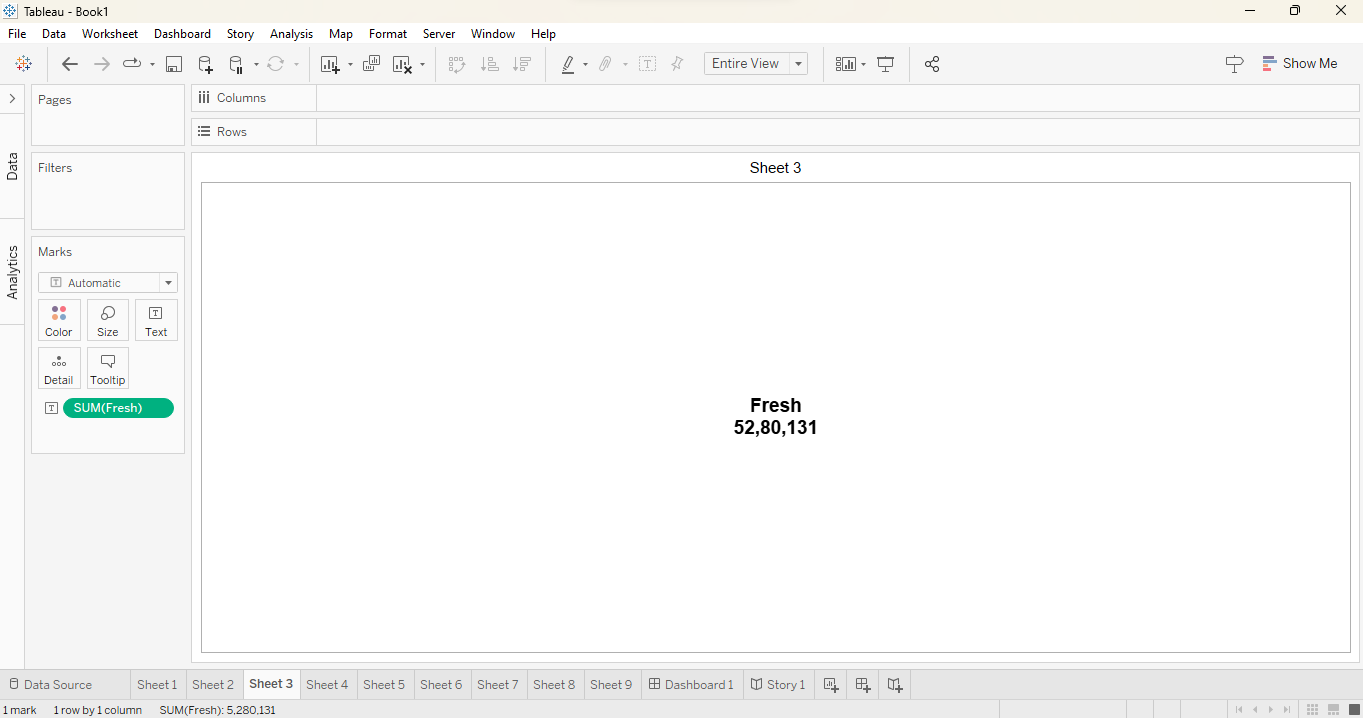 Tableau - Book1
File Data Worksheet Dashboard Story Analysis Map Format Server Window Help
Entire View
Show Me
Pages
Columns
Rows
Data
Filters
Sheet 3
Marks
Analytics
Automatic
Color Size Text
Detail Tooltip
SUM(Fresh)
Fresh
52,80,131
Data Source Sheet 1 Sheet 2 Sheet 3 Sheet 4 Sheet 5 Sheet 6 Sheet 7 Sheet 8 Sheet 9 Dashboard 1 Story 1
1 mark 1 row by 1 column SUM(Fresh): 5,280,131